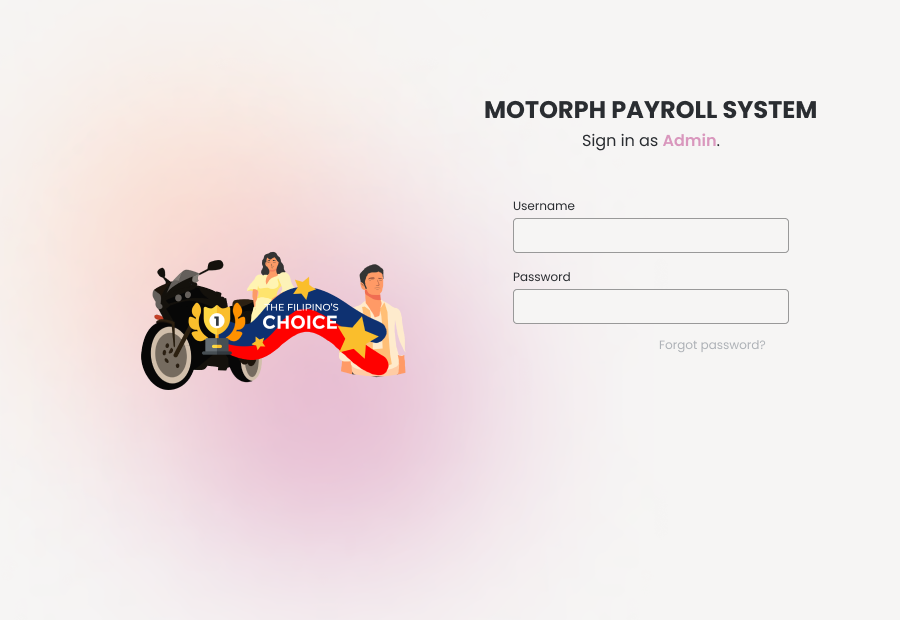 MOTORPH PAYROLL SYSTEM
Sign in as Admin.
Username
Password
Forgot password?
THE FILIPINO'S
CHOICE
1